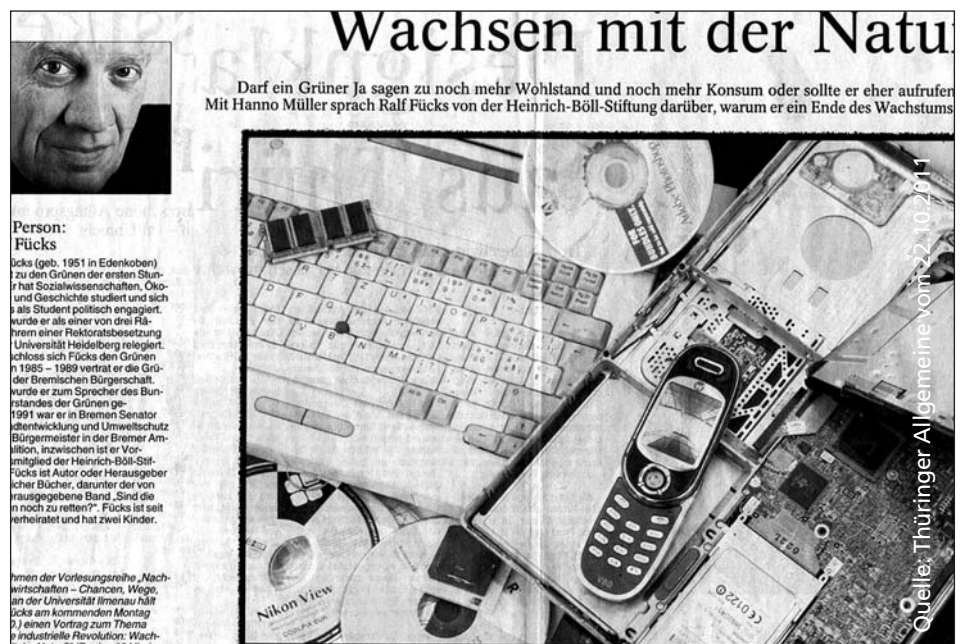 Wachsen mit der Natu
Darf ein Grüner Ja sagen zu noch mehr Wohlstand und noch mehr Konsum oder sollte er eher aufrufen
Mit Hanno Müller sprach Ralf Fücks von der Heinrich-Böll-Stiftung darüber, warum er ein Ende des Wachstums
Person:
Fücks
ücks (geb. 1951 in Edenkoben)
t zu den Grünen der ersten Stun-
r hat Sozialwissenschaften, Öko-
und Geschichte studiert und sich
s als Student politisch engagiert.
wurde er als einer von drei Rä-
hrern einer Rektoratsbesetzung
Universität Heidelberg relegiert.
schloss sich Fücks den Grünen
n 1985 – 1989 vertrat er die Grü-
der Bremischen Bürgerschaft.
wurde er zum Sprecher des Bun-
rstandes der Grünen ge-
1991 war er in Bremen Senator
dtentwicklung und Umweltschutz
Bürgermeister in der Bremer Am-
lition, inzwischen ist er Vor-
smitglied der Heinrich-Böll-Stif-
Fücks ist Autor oder Herausgeber
icher Bücher, darunter der von
erausgegebene Band „Sind die
n noch zu retten?“. Fücks ist seit
verheiratet und hat zwei Kinder.
hmen der Vorlesungsreihe „Nach-
wirtschaften – Chancen, Wege,
an der Universität Ilmenau hält
ücks am kommenden Montag
0.) einen Vortrag zum Thema
e industrielle Revolution: Wach-
Adobe Photoshop
Nikon View
COOLPIX
CE0122
Quelle: Thüringer Allgemeine vom 22.10.2011